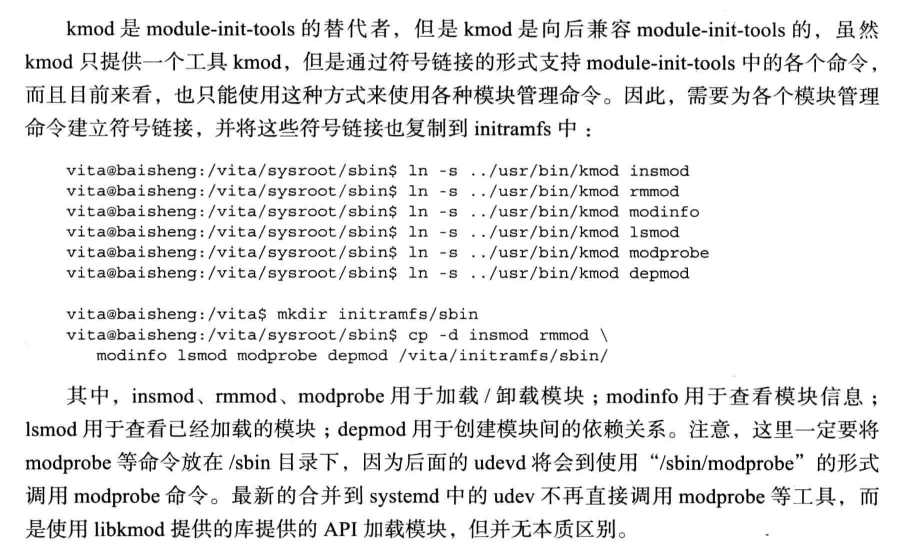 kmod 是 module-init-tools 的替代者，但是 kmod 是向后兼容 module-init-tools 的，虽然
kmod 只提供一个工具 kmod，但是通过符号链接的形式支持 module-init-tools 中的各个命令，
而且目前来看，也只能使用这种方式来使用各种模块管理命令。因此，需要为各个模块管理
命令建立符号链接，并将这些符号链接也复制到 initramfs 中：
vita@baisheng:/vita/sysroot/sbin$ ln -s ../usr/bin/kmod insmod
vita@baisheng:/vita/sysroot/sbin$ ln -s ../usr/bin/kmod rmmod
vita@baisheng:/vita/sysroot/sbin$ ln -s ../usr/bin/kmod modinfo
vita@baisheng:/vita/sysroot/sbin$ ln -s ../usr/bin/kmod lsmod
vita@baisheng:/vita/sysroot/sbin$ ln -s ../usr/bin/kmod modprobe
vita@baisheng:/vita/sysroot/sbin$ ln -s ../usr/bin/kmod depmod
vita@baisheng:/vita$ mkdir initramfs/sbin
vita@baisheng:/vita/sysroot/sbin$ cp -d insmod rmmod \
modinfo lsmod modprobe depmod /vita/initramfs/sbin/
其中，insmod、rmmod、modprobe 用于加载 / 卸载模块；modinfo 用于查看模块信息；
lsmod 用于查看已经加载的模块；depmod 用于创建模块间的依赖关系。注意，这里一定要将
modprobe 等命令放在 /sbin 目录下，因为后面的 udevd 将会到使用“/sbin/modprobe”的形式
调用 modprobe 命令。最新的合并到 systemd 中的 udev 不再直接调用 modprobe 等工具，而
是使用 libkmod 提供的库提供的 API 加载模块，但并无本质区别。